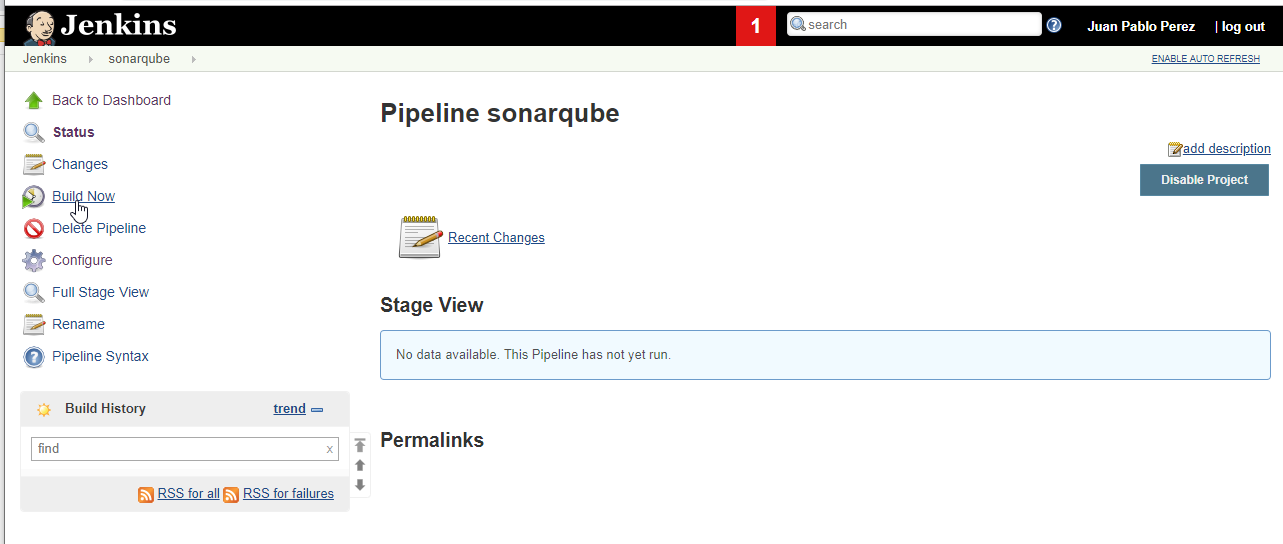 Jenkins
1
search
Juan Pablo Perez
| log out
Jenkins
sonarqube
ENABLE AUTO REFRESH
Back to Dashboard
Status
Changes
Build Now
Delete Pipeline
Configure
Full Stage View
Rename
Pipeline Syntax
Build History
trend
find
x
RSS for all
RSS for failures
Pipeline sonarqube
add description
Disable Project
Recent Changes
Stage View
No data available. This Pipeline has not yet run.
Permalinks